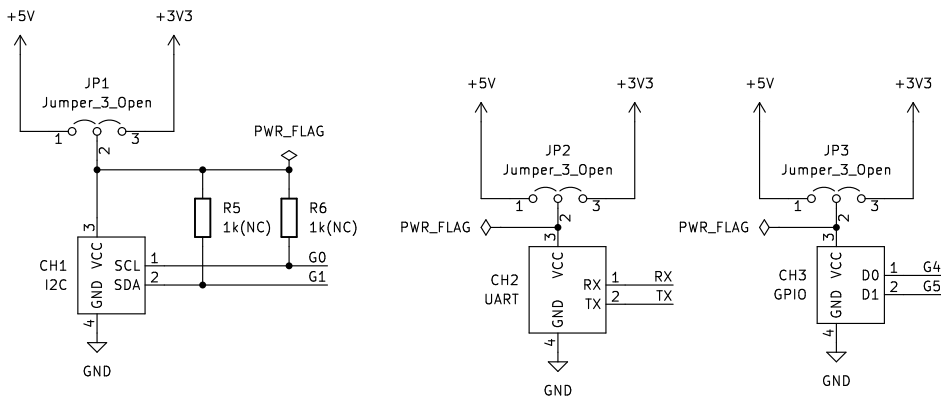 +5V
+3V3
JP1
Jumper_3_Open
1
3
2
PWR_FLAG
R5
1k(NC)
R6
1k(NC)
3
CH1
I2C
VCC
GND
SCL
SDA
1
2
G0
G1
4
GND
+5V
+3V3
JP2
Jumper_3_Open
1
3
2
PWR_FLAG
3
CH2
UART
VCC
GND
RX
TX
1
2
RX
TX
4
GND
+5V
+3V3
JP3
Jumper_3_Open
1
3
2
PWR_FLAG
3
CH3
GPIO
VCC
GND
D0
D1
1
2
G4
G5
4
GND